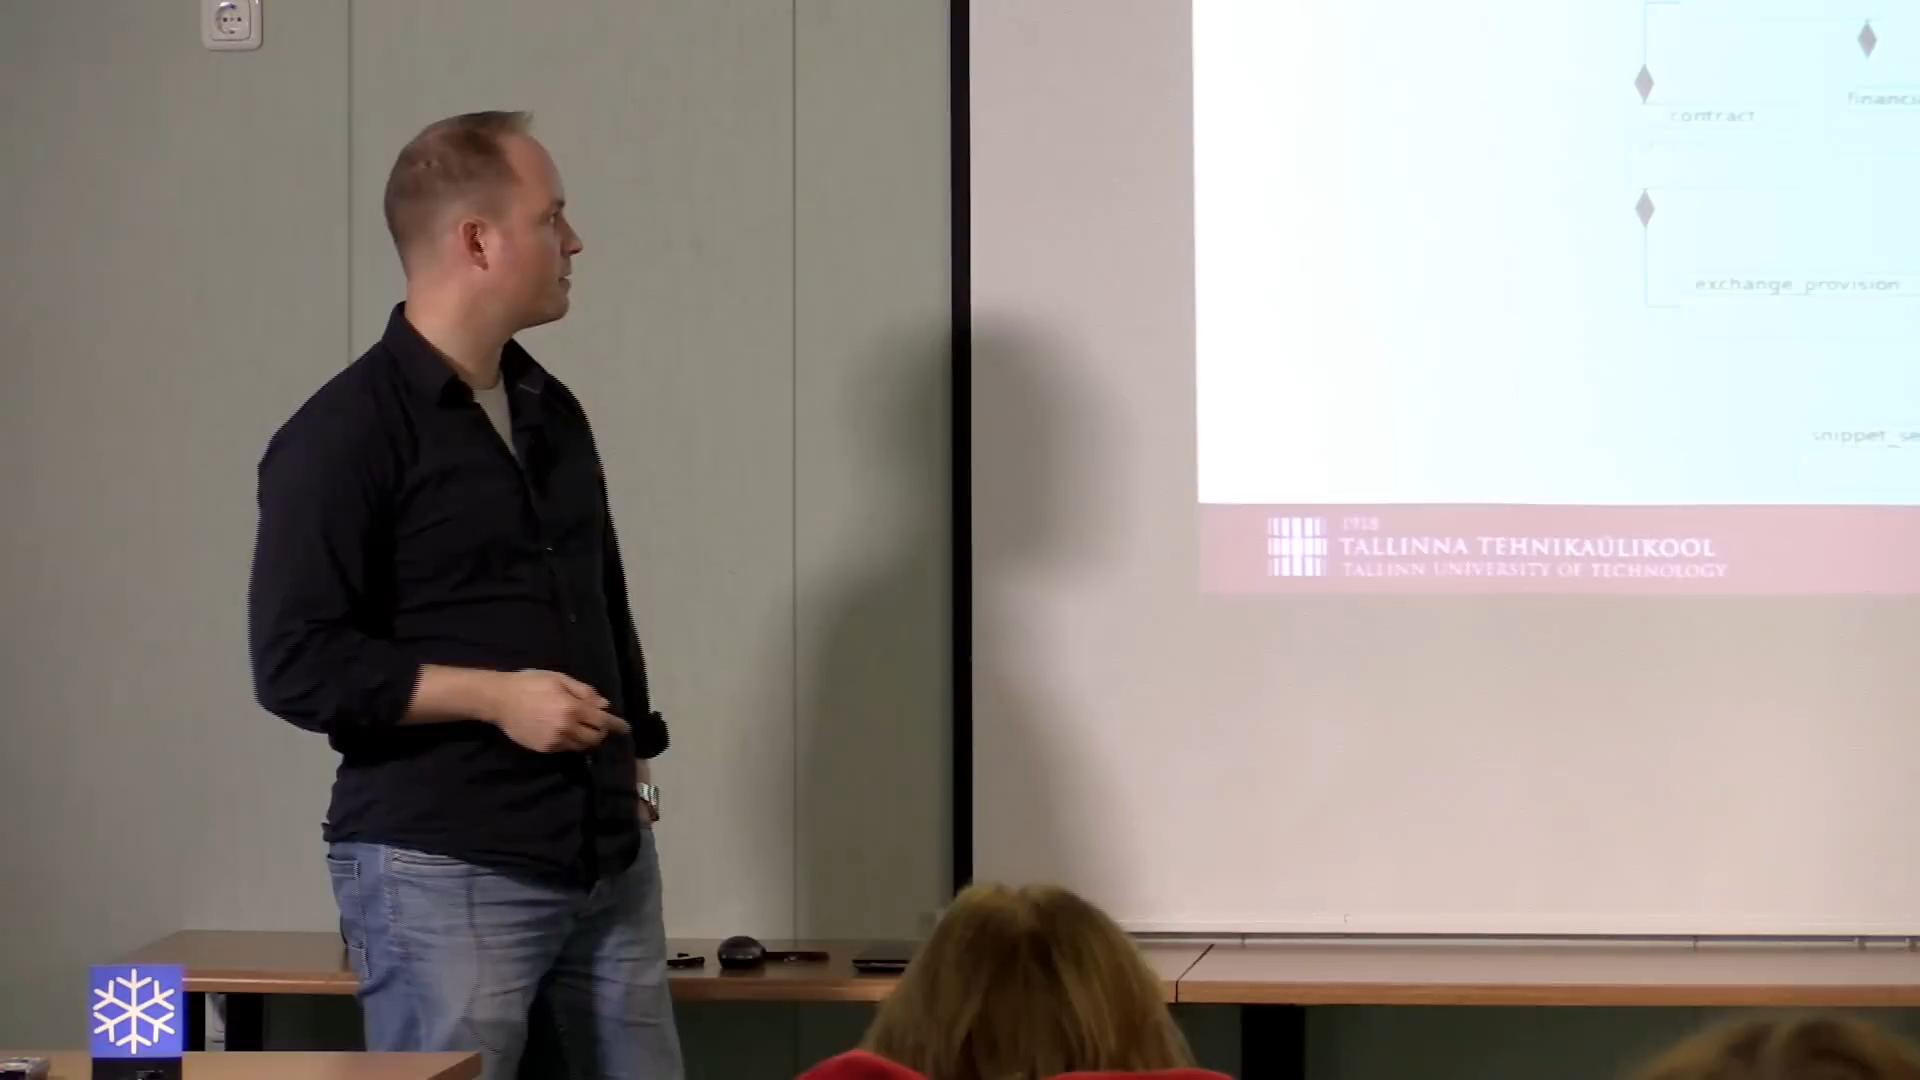 contract
exchange_provision
1918
TALLINNA TEHNIKAÜLIKOOL
TALLINN UNIVERSITY OF TECHNOLOGY